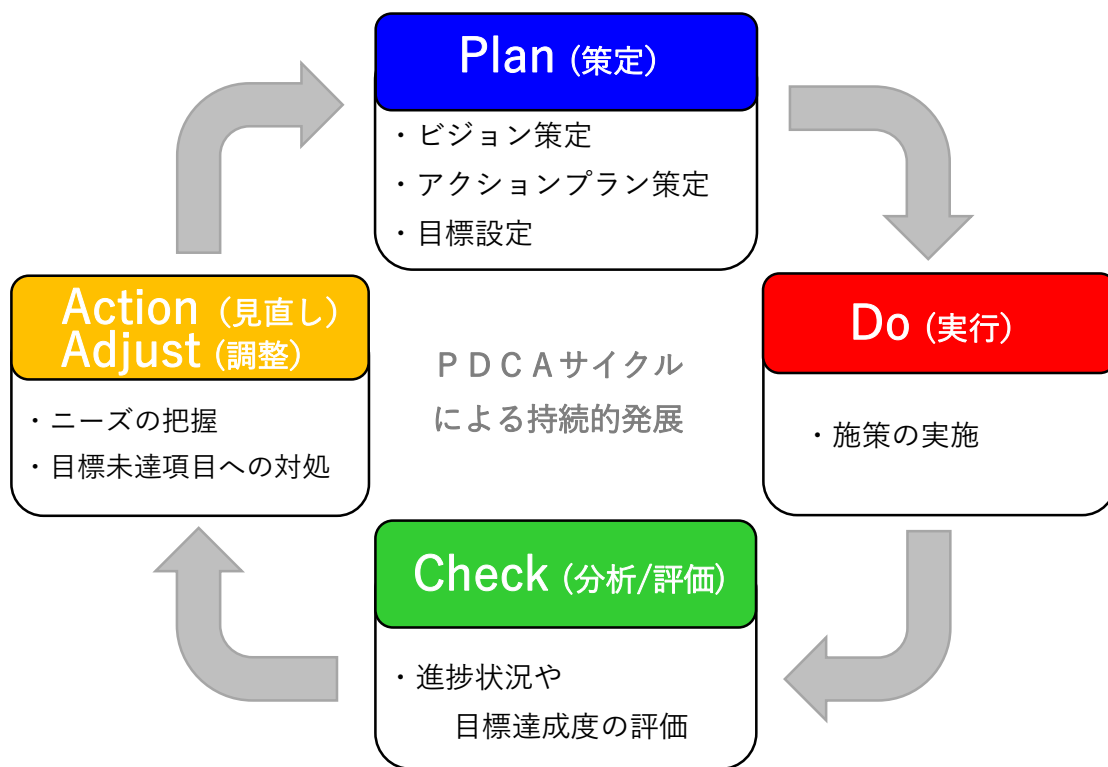 Plan (策定)
・ビジョン策定
・アクションプラン策定
・目標設定
Do (実行)
・施策の実施
Check (分析/評価)
・進捗状況や
目標達成度の評価
Action (見直し)
Adjust (調整)
・ニーズの把握
・目標未達項目への対処
ＰＤＣＡサイクル
による持続的発展